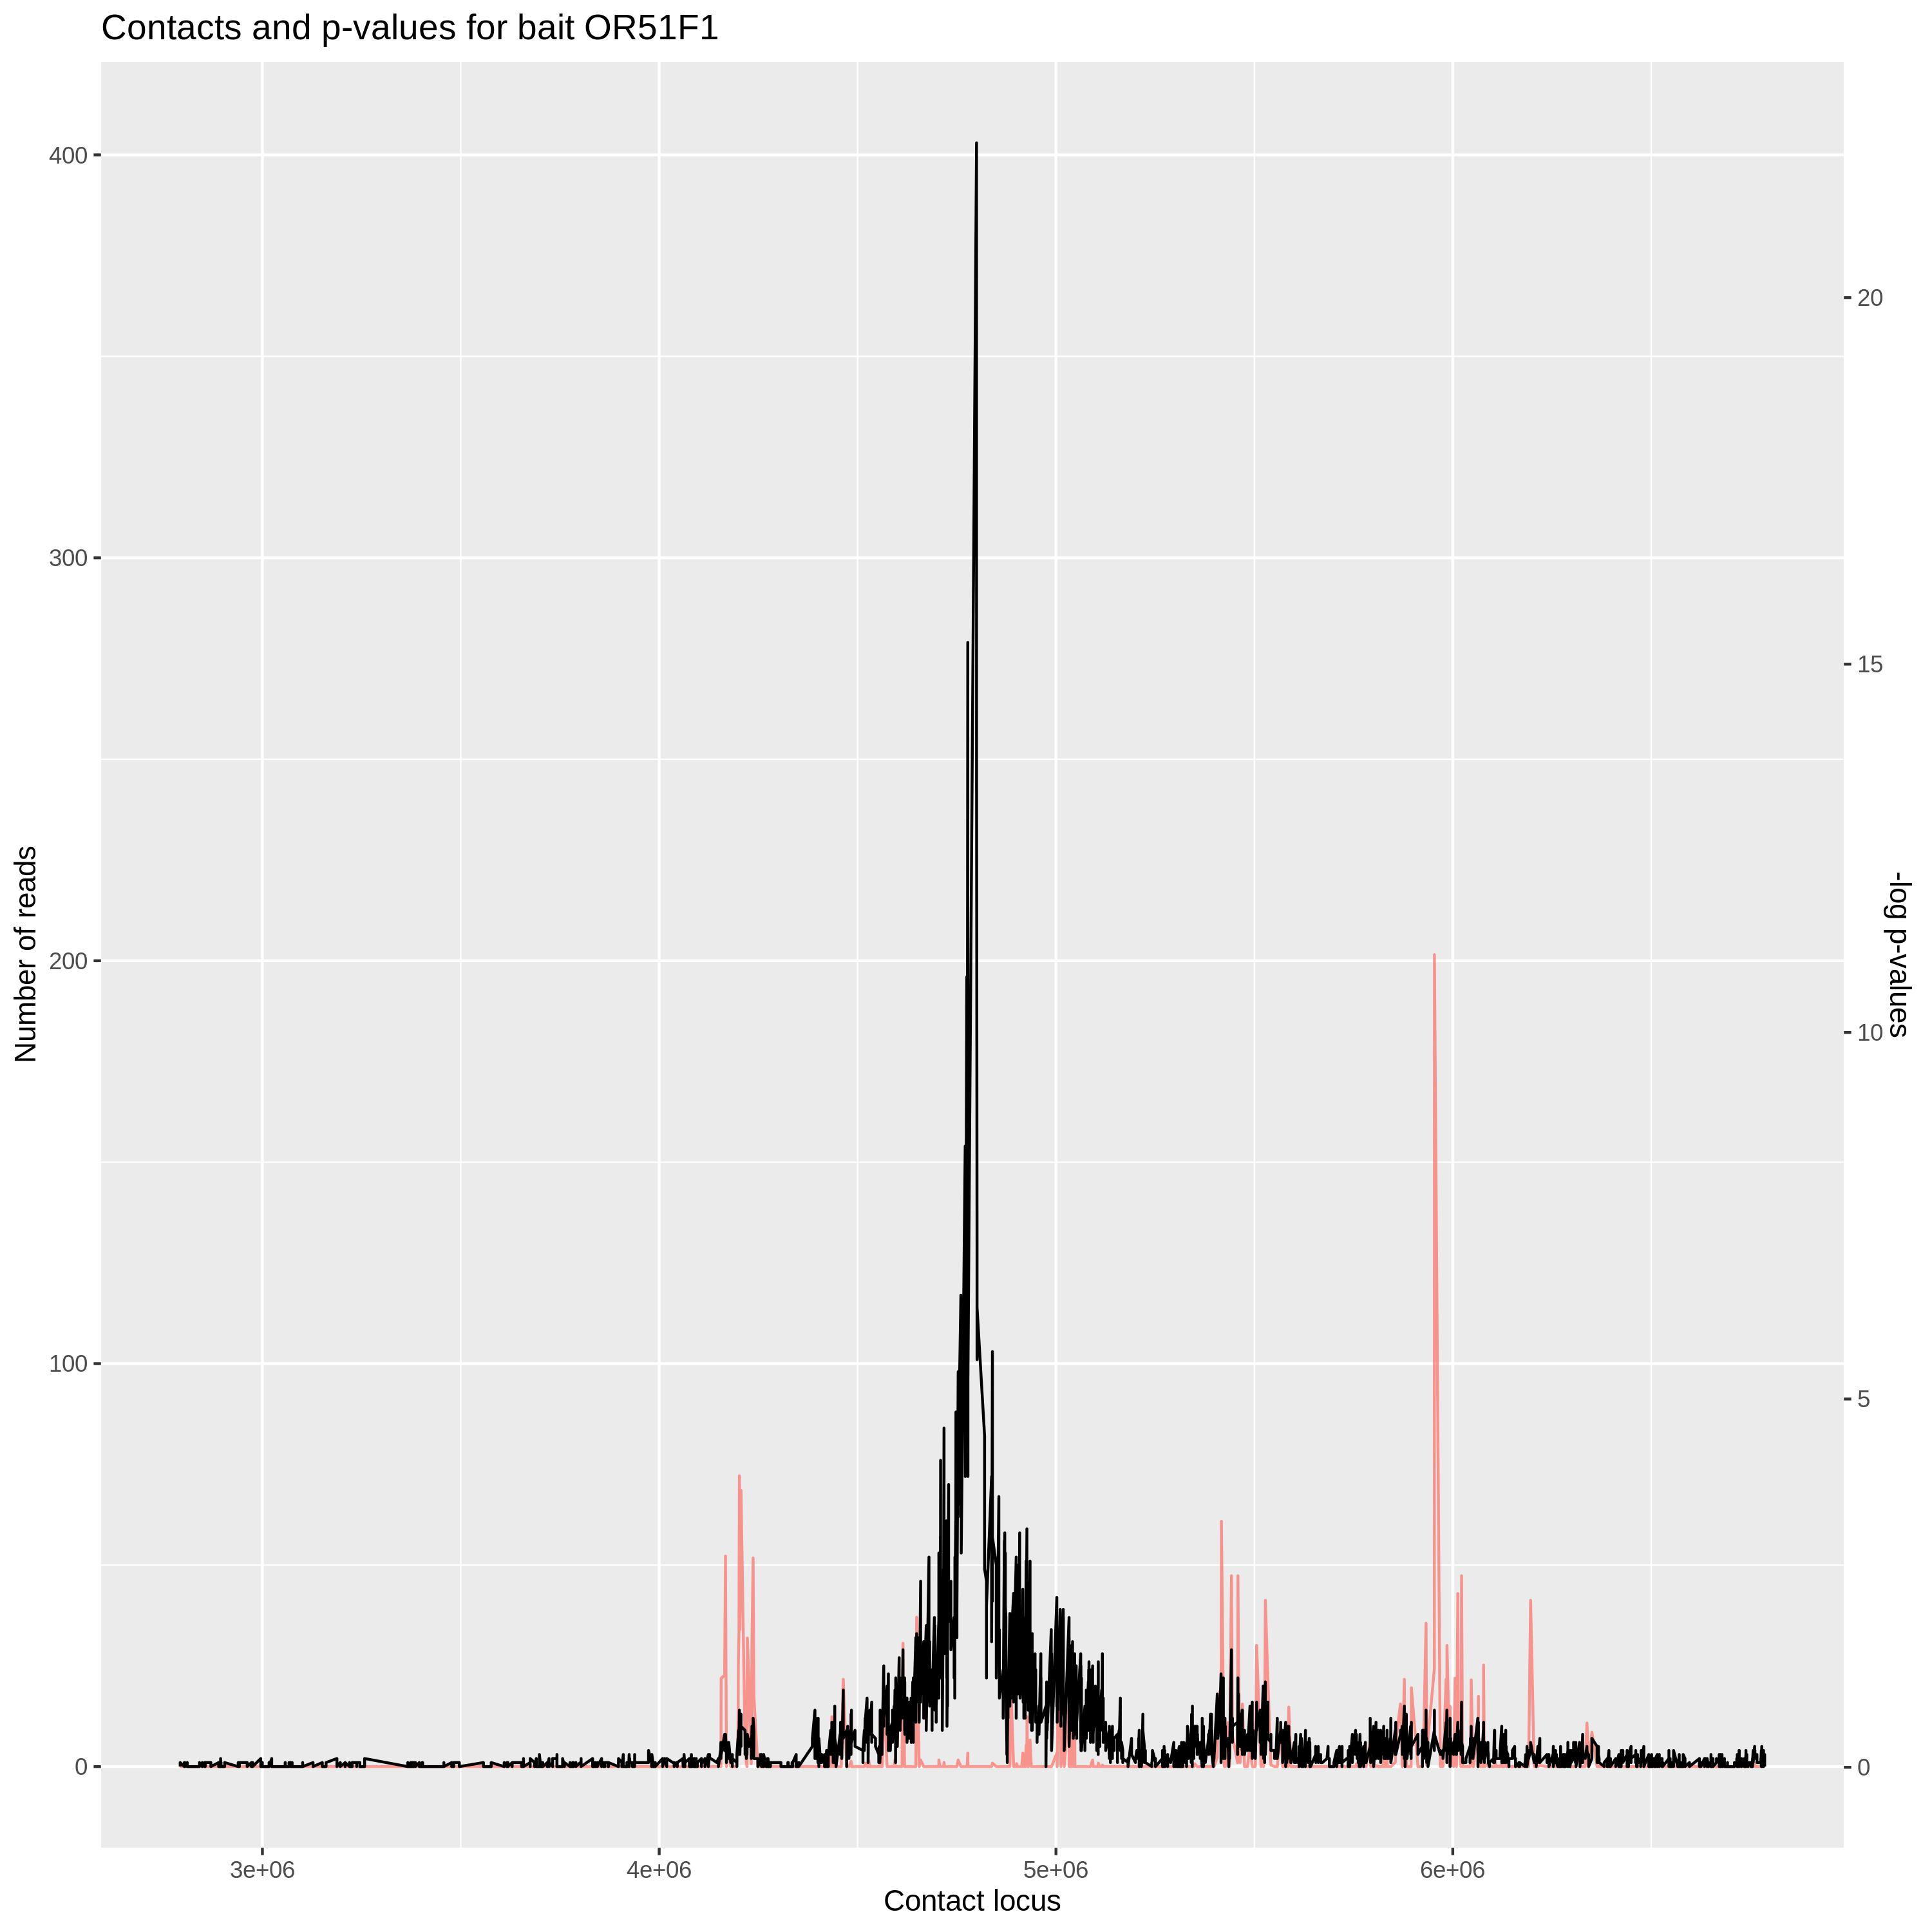 Contacts and p-values for bait OR51F1
400
300
200
100
0
Number of reads
20
15
10
5
0
-log p-values
3e+06
4e+06
5e+06
6e+06
Contact locus